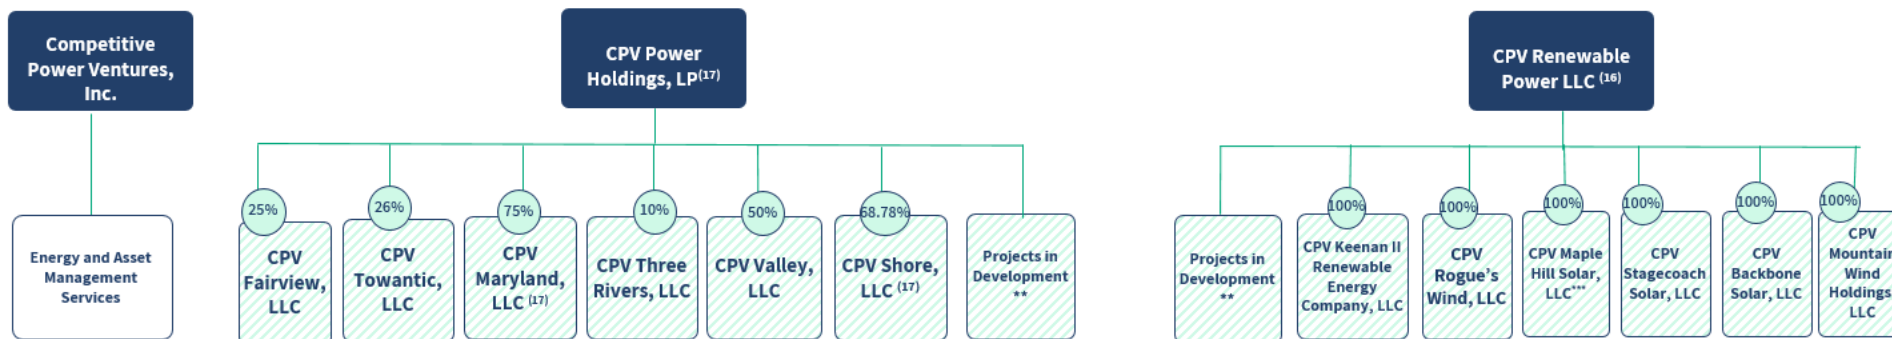 Competitive
Power Ventures,
Inc.
CPV Power
Holdings, LP(17)
CPV Renewable
Power LLC (16)
Energy and Asset
Management
Services
25%
CPV
Fairview,
LLC
26%
CPV
Towantic,
LLC
75%
CPV
Maryland,
LLC (17)
10%
CPV Three
Rivers, LLC
50%
CPV Valley,
LLC
68.78%
CPV Shore,
LLC (17)
Projects in
Development
**
Projects in
Development
**
100%
CPV Keenan II
Renewable
Energy
Company, LLC
100%
CPV
Rogue's
Wind, LLC
100%
CPV Maple
Hill Solar,
LLC***
100%
CPV
Stagecoach
Solar, LLC
100%
CPV
Backbone
Solar, LLC
100%
CPV
Mountain
Wind
Holdings,
LLC